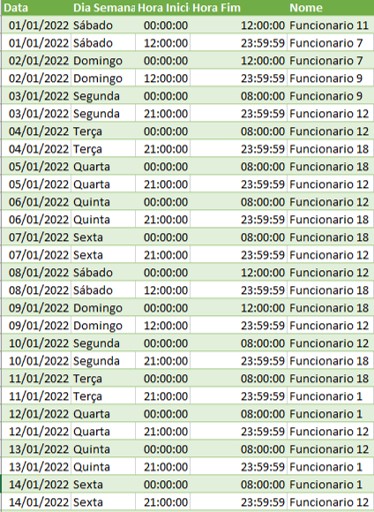 Data Dia Semana Hora Inici Hora Fim Nome
01/01/2022 Sábado 00:00:00 12:00:00 Funcionario 11
01/01/2022 Sábado 12:00:00 23:59:59 Funcionario 7
02/01/2022 Domingo 00:00:00 12:00:00 Funcionario 7
02/01/2022 Domingo 12:00:00 23:59:59 Funcionario 9
03/01/2022 Segunda 00:00:00 08:00:00 Funcionario 9
03/01/2022 Segunda 21:00:00 23:59:59 Funcionario 12
04/01/2022 Terça 00:00:00 08:00:00 Funcionario 12
04/01/2022 Terça 21:00:00 23:59:59 Funcionario 18
05/01/2022 Quarta 00:00:00 08:00:00 Funcionario 18
05/01/2022 Quarta 21:00:00 23:59:59 Funcionario 12
06/01/2022 Quinta 00:00:00 08:00:00 Funcionario 12
06/01/2022 Quinta 21:00:00 23:59:59 Funcionario 18
07/01/2022 Sexta 00:00:00 08:00:00 Funcionario 18
07/01/2022 Sexta 21:00:00 23:59:59 Funcionario 12
08/01/2022 Sábado 00:00:00 12:00:00 Funcionario 12
08/01/2022 Sábado 12:00:00 23:59:59 Funcionario 18
09/01/2022 Domingo 00:00:00 12:00:00 Funcionario 18
09/01/2022 Domingo 12:00:00 23:59:59 Funcionario 12
10/01/2022 Segunda 00:00:00 08:00:00 Funcionario 12
10/01/2022 Segunda 21:00:00 23:59:59 Funcionario 18
11/01/2022 Terça 00:00:00 08:00:00 Funcionario 18
11/01/2022 Terça 21:00:00 23:59:59 Funcionario 1
12/01/2022 Quarta 00:00:00 08:00:00 Funcionario 1
12/01/2022 Quarta 21:00:00 23:59:59 Funcionario 12
13/01/2022 Quinta 00:00:00 08:00:00 Funcionario 12
13/01/2022 Quinta 21:00:00 23:59:59 Funcionario 1
14/01/2022 Sexta 00:00:00 08:00:00 Funcionario 1
14/01/2022 Sexta 21:00:00 23:59:59 Funcionario 12